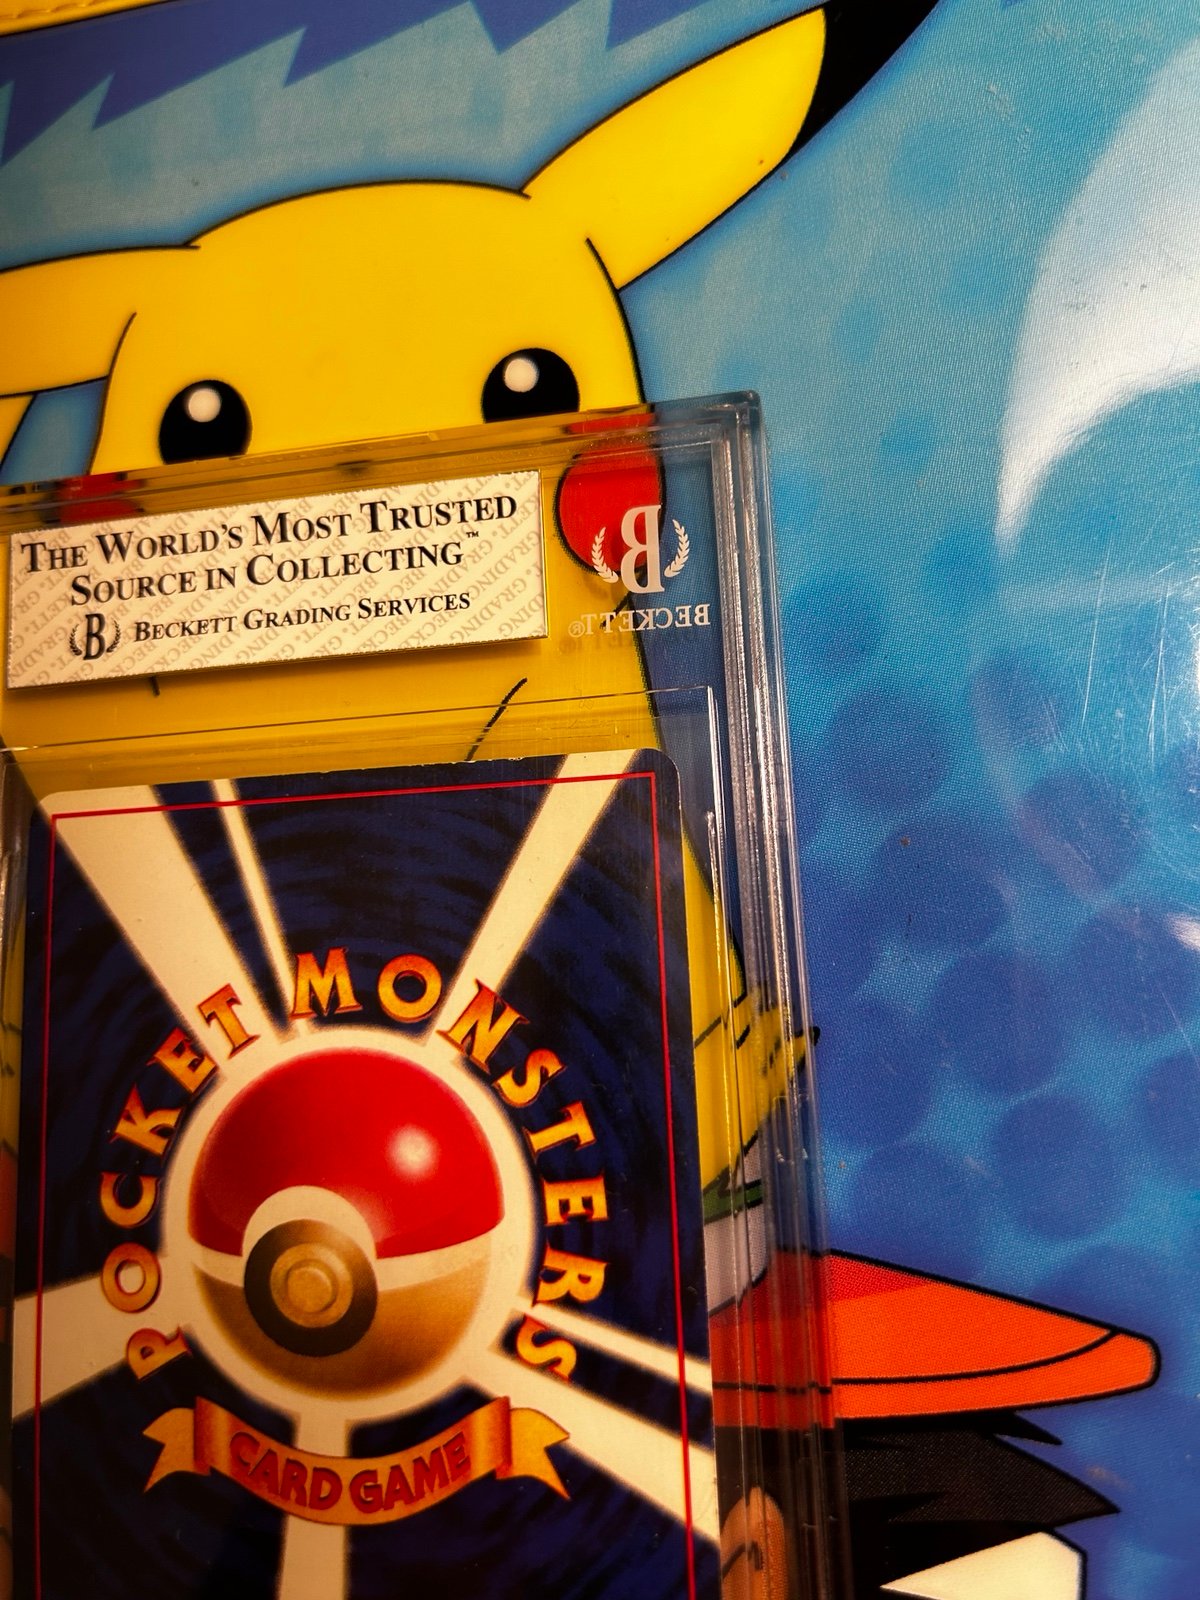 THE WORLD'S MOST TRUSTED
SOURCE IN COLLECTING™
B BECKETT GRADING SERVICES
B
BECKETT®
POCKET MONSTERS
CARD GAME